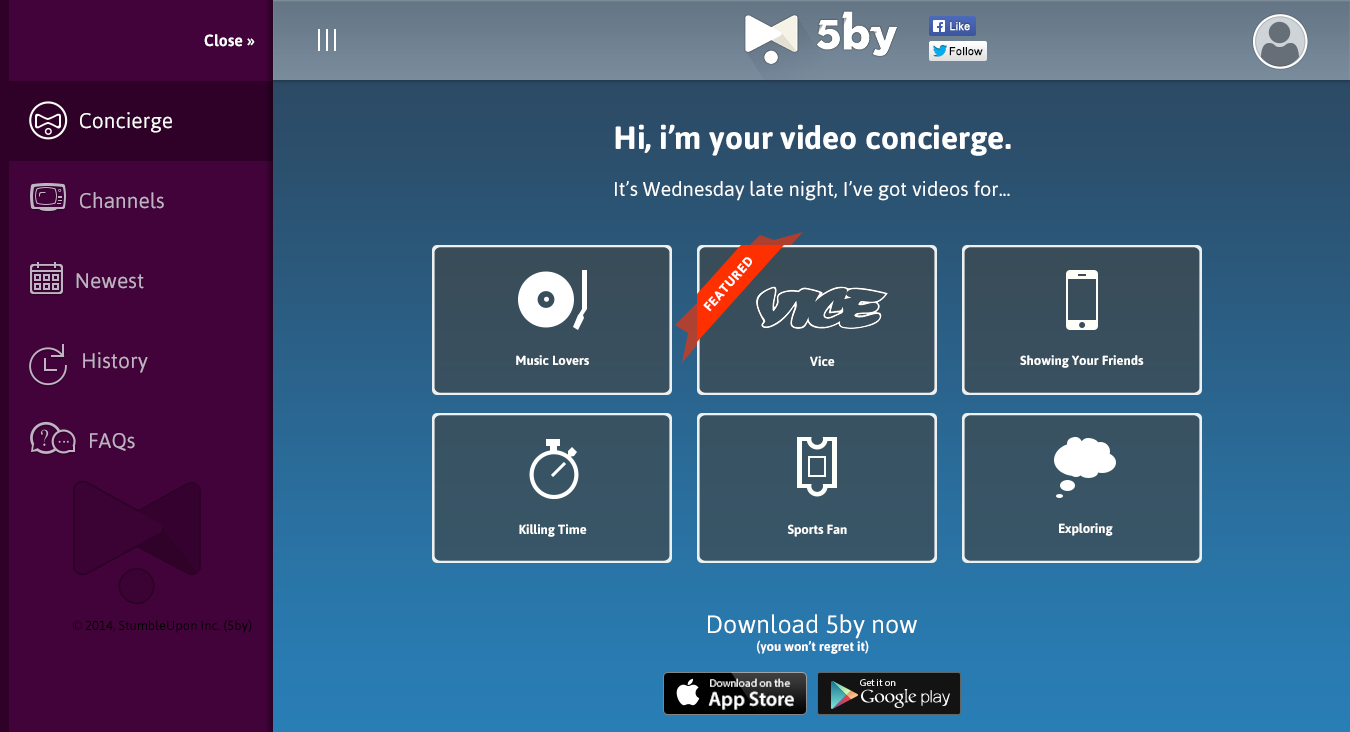 Close »
5by
Like
Follow
Concierge
Channels
Newest
History
FAQs
© 2014, StumbleUpon Inc. (5by)
Hi, i’m your video concierge.
It’s Wednesday late night, I’ve got videos for...
Music Lovers
FEATURED
VICE
Vice
Showing Your Friends
Killing Time
Sports Fan
Exploring
Download 5by now
(you won’t regret it)
Download on the
App Store
Get it on
Google play